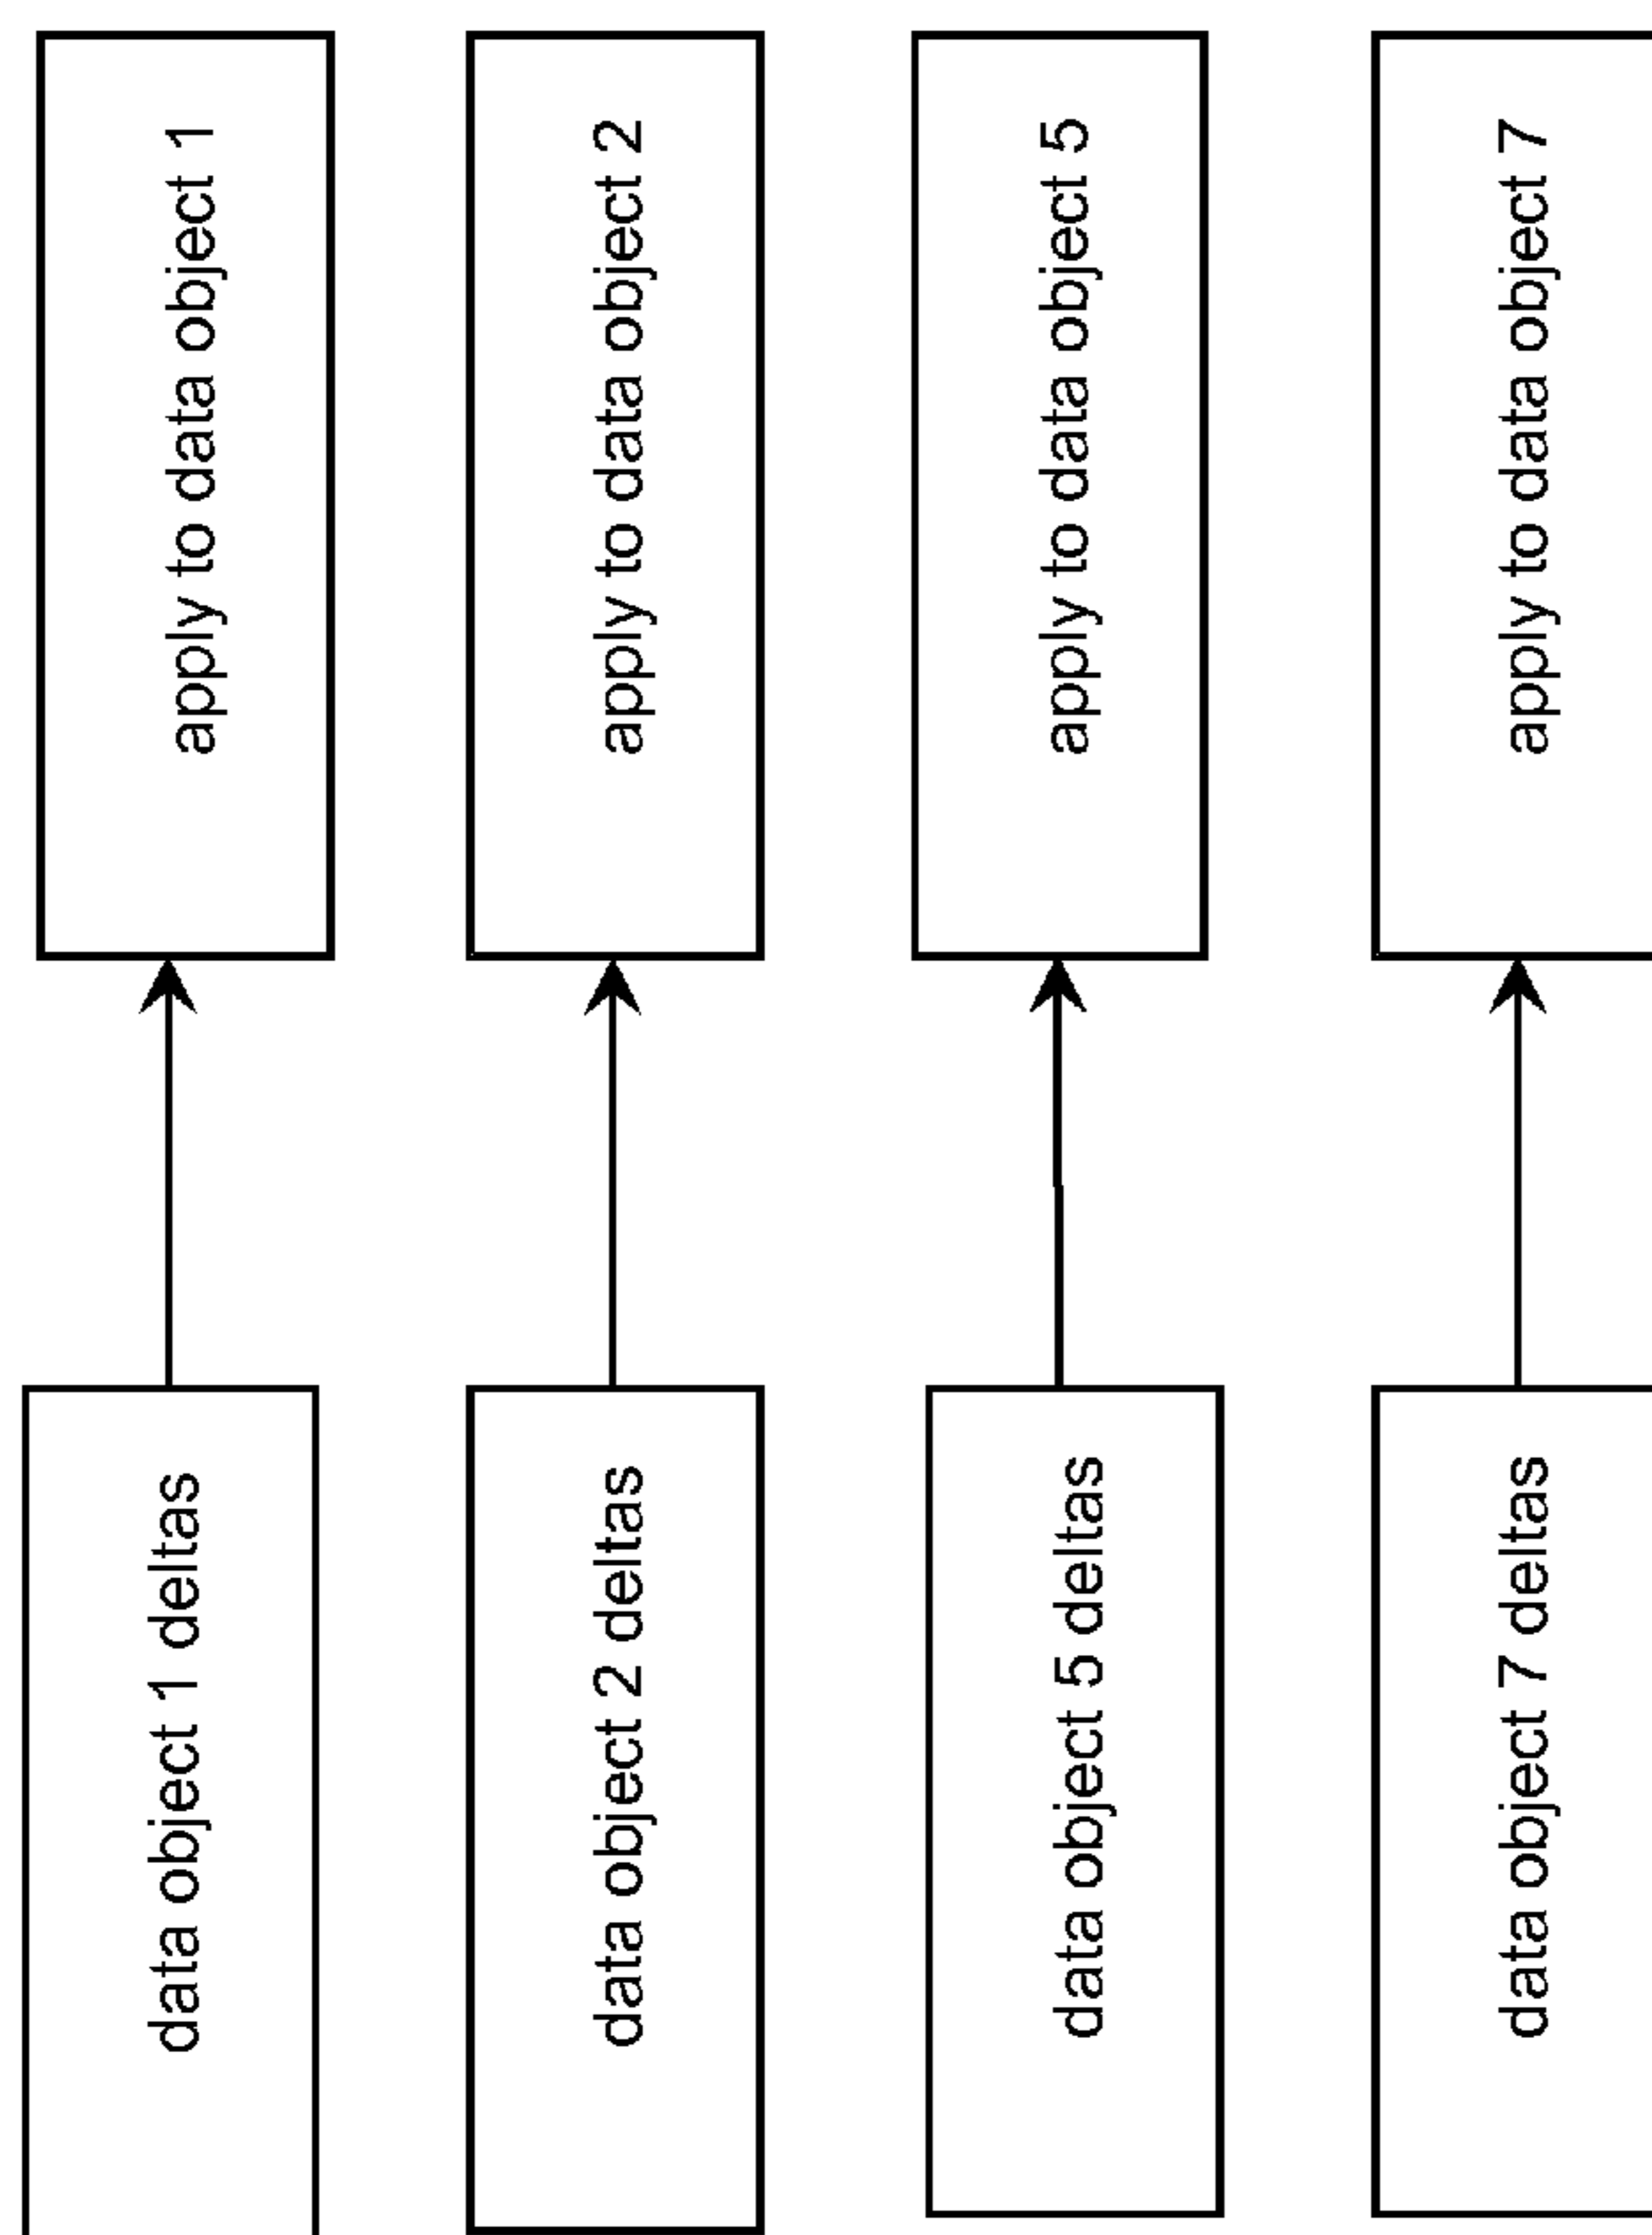 data object 1 deltas
apply to data object 1
data object 2 deltas
apply to data object 2
data object 5 deltas
apply to data object 5
data object 7 deltas
apply to data object 7